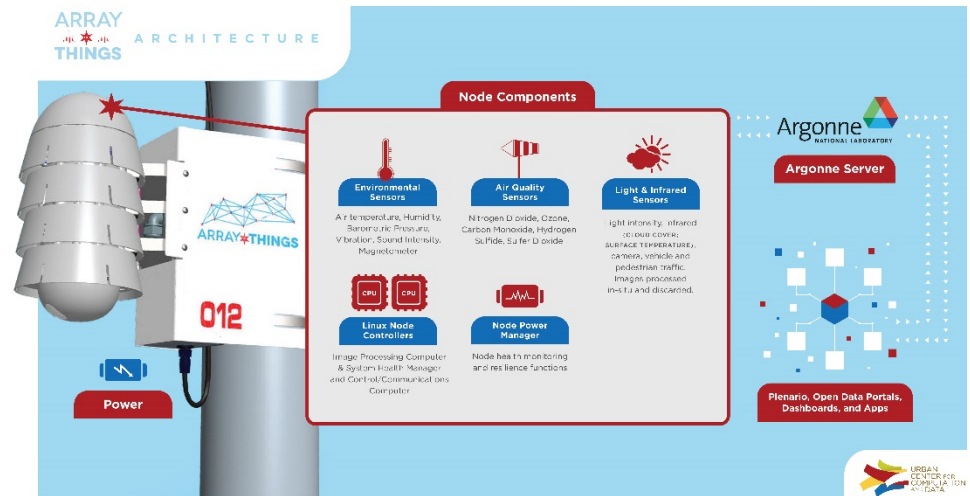 ARRAY
OF
THINGS
ARCHITECTURE
Node Components
Environmental
Sensors
Air temperature, Humidity,
Barometric Pressure,
Vibration, Sound Intensity,
Magnetometer
Air Quality
Sensors
Nitrogen Dioxide, Ozone,
Carbon Monoxide, Hydrogen
Sulfide, Sulfer Dioxide
Light & Infrared
Sensors
Light intensity, Infrared
(CLOUD COVER;
SURFACE TEMPERATURE),
camera, vehicle and
pedestrian traffic.
Images processed
in-situ and discarded.
CPU CPU
Linux Node
Controllers
Image Processing Computer
& System Health Manager
and Control/Communications
Computer
Node Power
Manager
Node health monitoring
and resilience functions
ARRAY THINGS
012
Power
Argonne
NATIONAL LABORATORY
Argonne Server
Plenario, Open Data Portals,
Dashboards, and Apps
URBAN
CENTER FOR
COMPUTATION
AND DATA